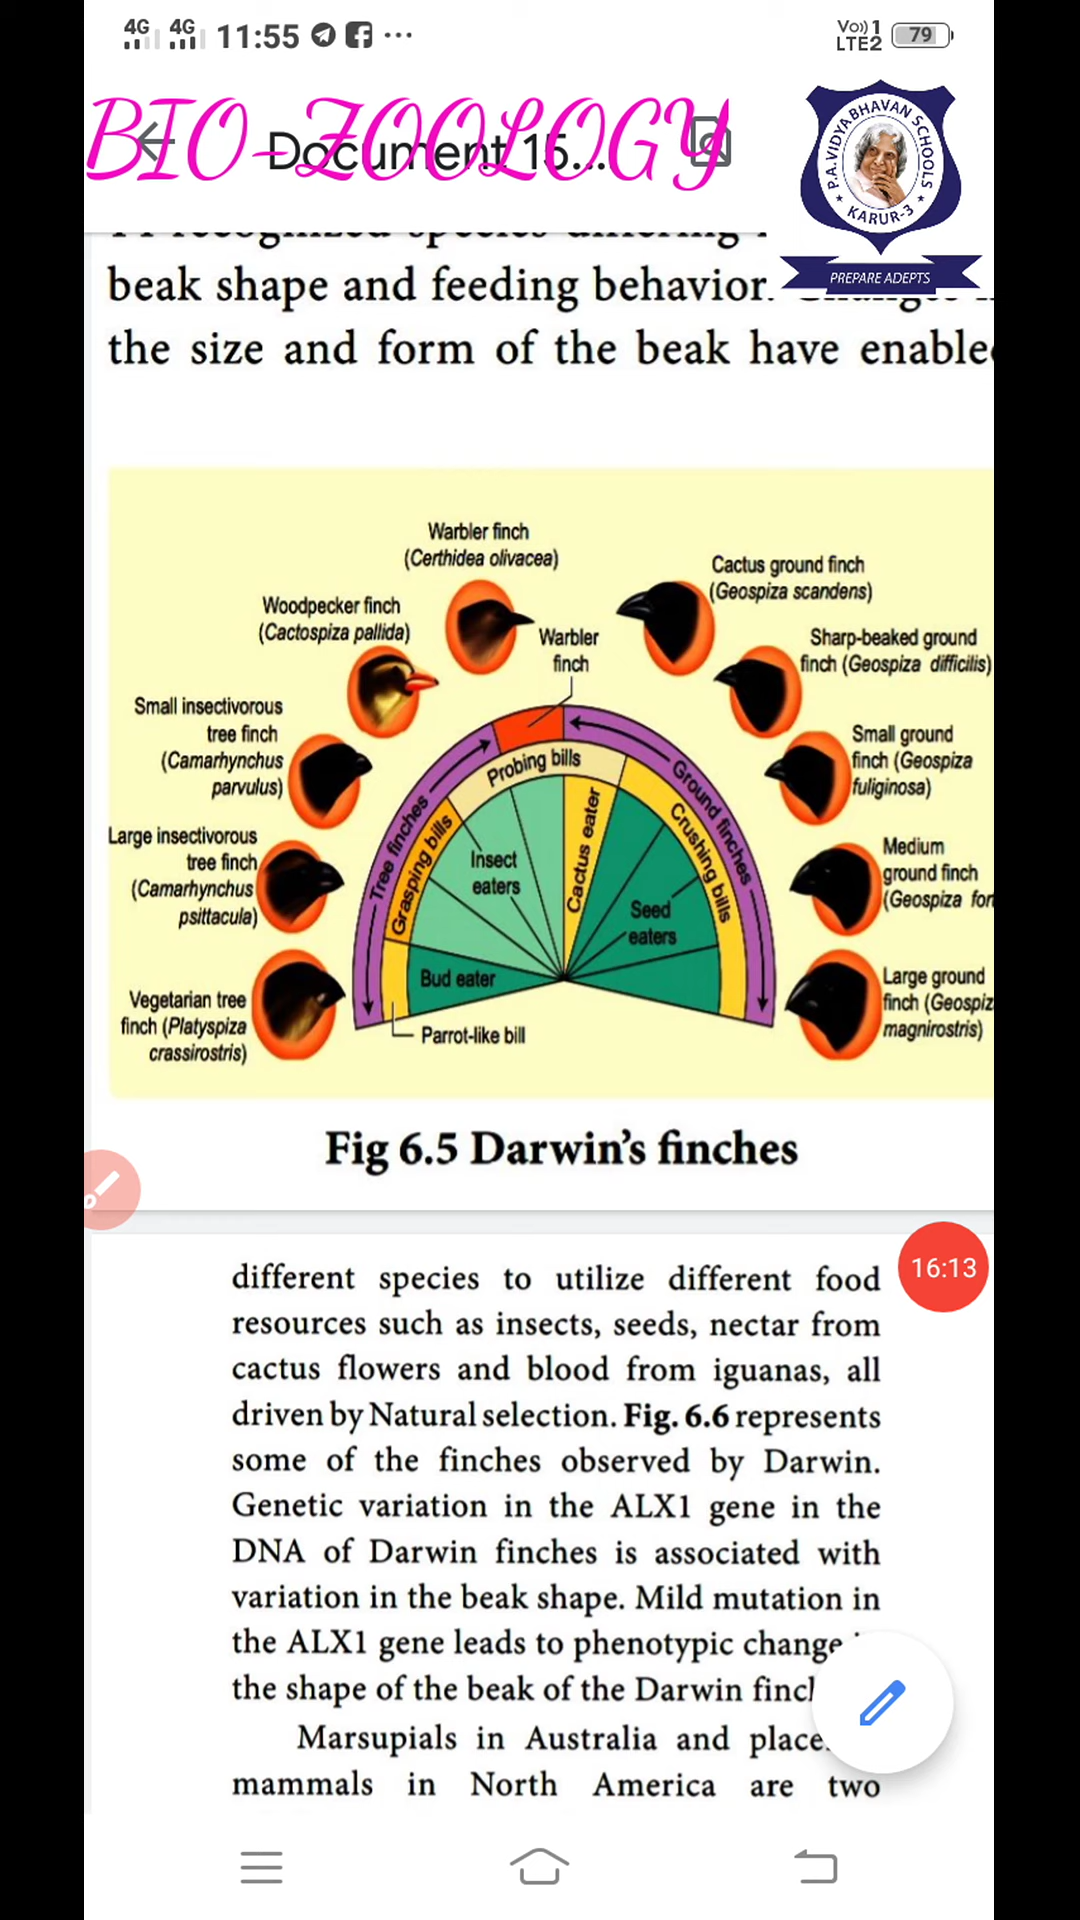 4G 4G 11:55 Vo)) 1 LTE2 79
BIO-ZOOLOGY
Document 15...
P.A.VIDYA BHAVAN SCHOOLS
★ KARUR-3 ★
PREPARE ADEPTS
recognized species differing
beak shape and feeding behavior. Changes
the size and form of the beak have enabled
Warbler finch
(Certhidea olivacea)
Cactus ground finch
(Geospiza scandens)
Woodpecker finch
(Cactospiza pallida)
Warbler
finch
Sharp-beaked ground
finch (Geospiza difficilis)
Small insectivorous
tree finch
(Camarhynchus
parvulus)
Small ground
finch (Geospiza
fuliginosa)
Large insectivorous
tree finch
(Camarhynchus
psittacula)
Medium
ground finch
(Geospiza for
Vegetarian tree
finch (Platyspiza
crassirostris)
Large ground
finch (Geospiz
magnirostris)
Tree finches
Ground finches
Probing bills
Grasping bills
Crushing bills
Insect
eaters
Cactus eater
Seed
eaters
Bud eater
Parrot-like bill
Fig 6.5 Darwin's finches
16:13
different species to utilize different food
resources such as insects, seeds, nectar from
cactus flowers and blood from iguanas, all
driven by Natural selection. Fig. 6.6 represents
some of the finches observed by Darwin.
Genetic variation in the ALX1 gene in the
DNA of Darwin finches is associated with
variation in the beak shape. Mild mutation in
the ALX1 gene leads to phenotypic change
the shape of the beak of the Darwin finch
Marsupials in Australia and place
mammals in North America are two